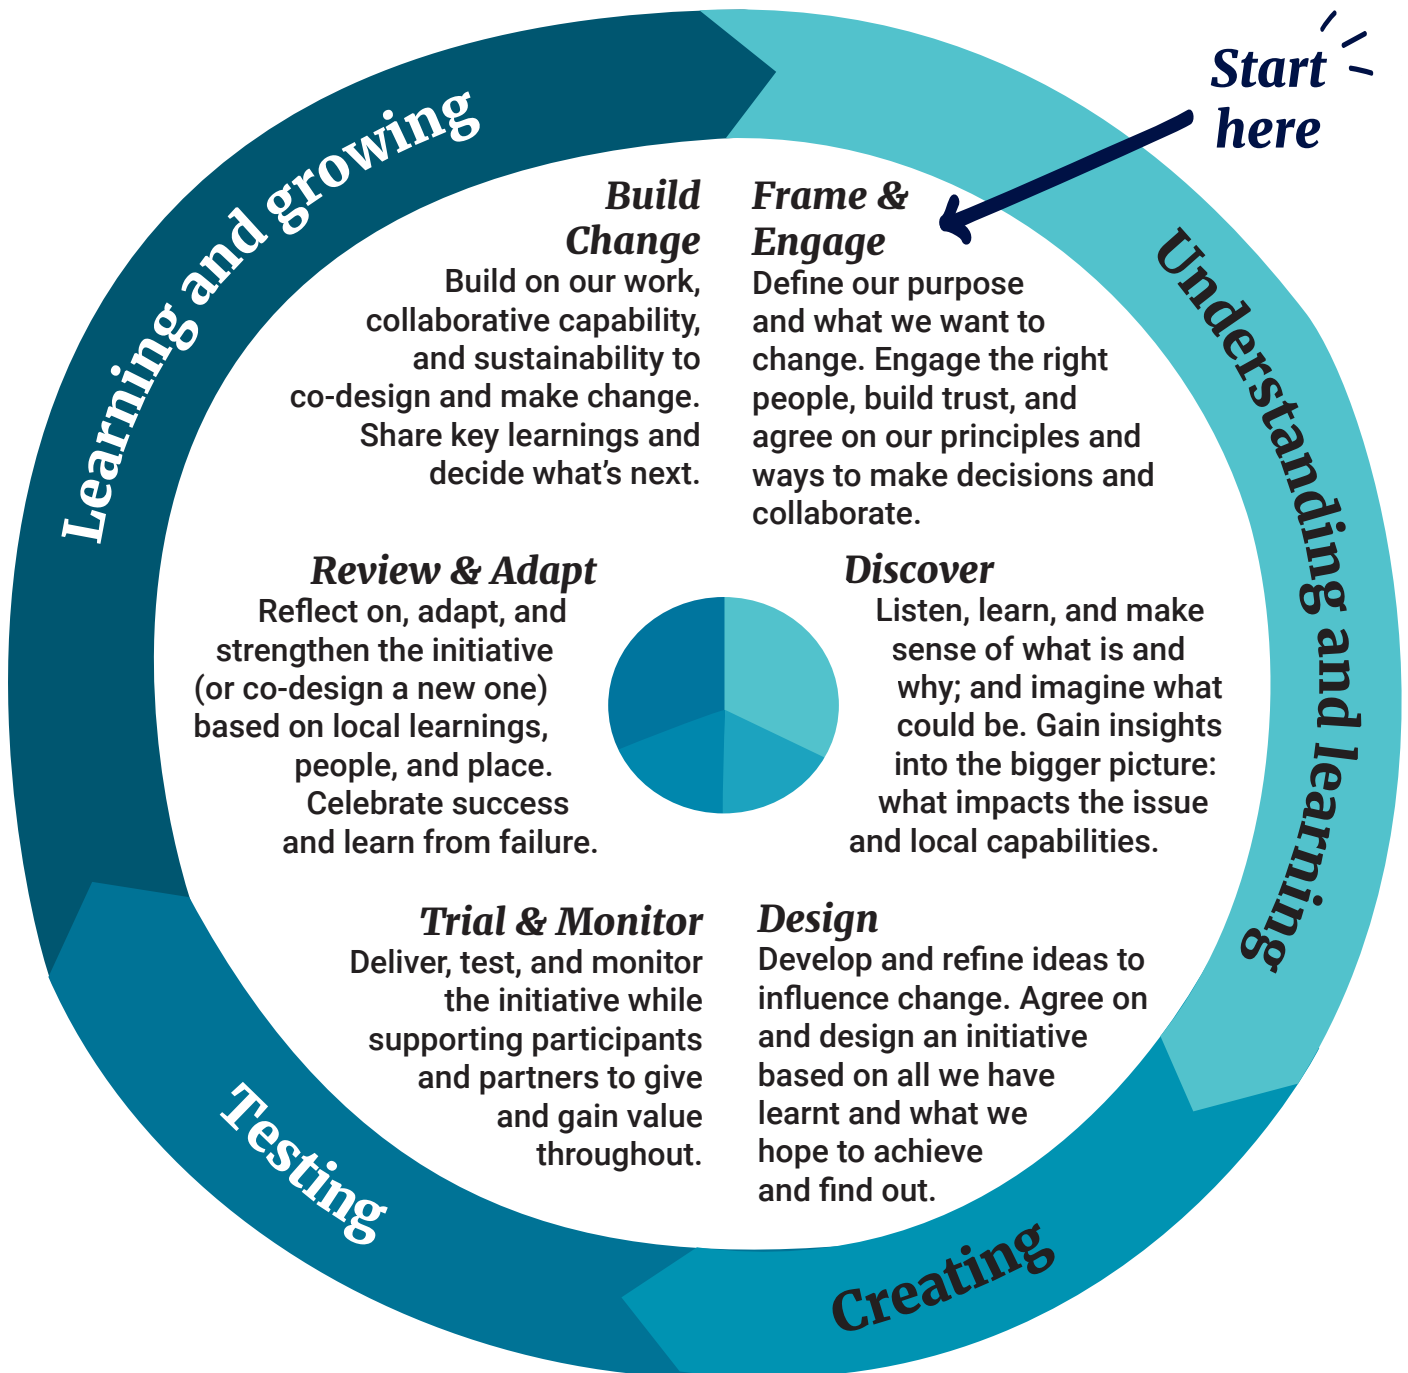 Start
here
Understanding and learning
Frame &
Engage
Define our purpose
and what we want to
change. Engage the right
people, build trust, and
agree on our principles and
ways to make decisions and
collaborate.
Discover
Listen, learn, and make
sense of what is and
why; and imagine what
could be. Gain insights
into the bigger picture:
what impacts the issue
and local capabilities.
Creating
Design
Develop and refine ideas to
influence change. Agree on
and design an initiative
based on all we have
learnt and what we
hope to achieve
and find out.
Testing
Trial & Monitor
Deliver, test, and monitor
the initiative while
supporting participants
and partners to give
and gain value
throughout.
Learning and growing
Review & Adapt
Reflect on, adapt, and
strengthen the initiative
(or co-design a new one)
based on local learnings,
people, and place.
Celebrate success
and learn from failure.
Build
Change
Build on our work,
collaborative capability,
and sustainability to
co-design and make change.
Share key learnings and
decide what’s next.